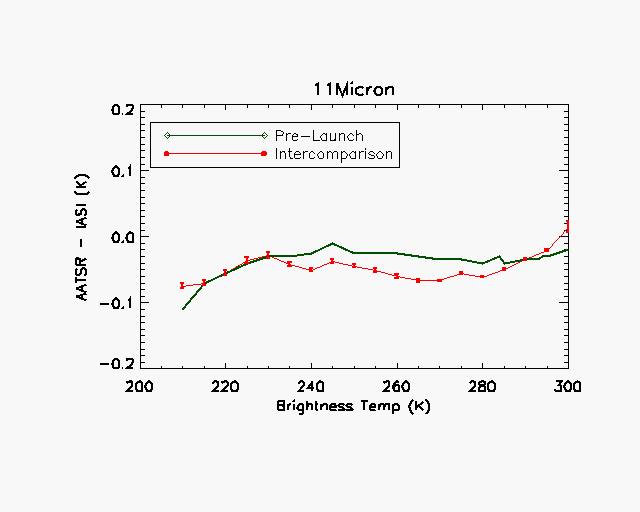 11Micron
0.2
0.1
0.0
-0.1
-0.2
AATSR - IASI (K)
Pre-Launch
Intercomparison
200 220 240 260 280 300
Brightness Temp (K)